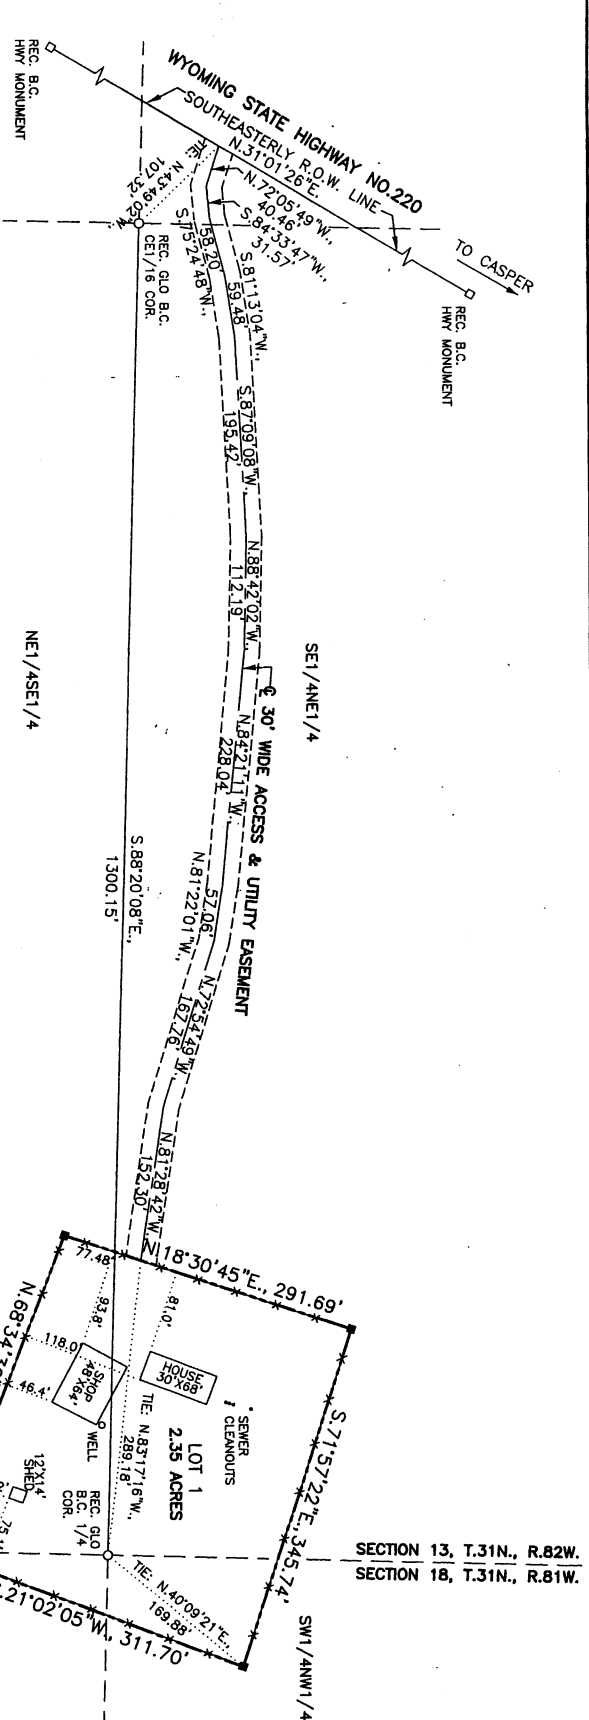 REC. B.C.
HWY MONUMENT
WYOMING STATE HIGHWAY NO.220
SOUTHEASTERLY R.O.W. LINE
N.31°01'26"E.
TO CASPER
REC. B.C.
HWY MONUMENT
TIE:
N.43°49'02"W.,
107.32'
REC. GLO B.C.
CE1/16 COR.
N.72°05'49"W.,
40.46'
S.84°33'47"W.,
31.57'
58.20'
S.75°24'48"W.,
S.81°13'04"W.,
59.48'
S.87°09'08"W.,
195.42'
N.88°42'02"W.,
112.19'
N.84°21'11"W.,
228.04'
57.06'
N.81°22'01"W.,
N.72°54'49"W.
167.76'
N.81°28'42"W.
152.30'
℄ 30' WIDE ACCESS & UTILITY EASEMENT
SE1/4NE1/4
NE1/4SE1/4
S.88°20'08"E.,
1300.15'
N 18°30'45"E., 291.69'
77.48'
93.8'
81.0'
118.0'
46.4'
N.68°34'
HOUSE
30'X68'
SHOP
48'X64'
WELL
SEWER
CLEANOUTS
LOT 1
2.35 ACRES
TIE: N.83°17'16"W.,
289.18'
12'X14'
SHED
REC. GLO
B.C. 1/4
COR.
TIE: N.40°09'21"E.,
169.88'
S.71°57'22"E., 345.74'
.21°02'05"W., 311.70'
SECTION 13, T.31N., R.82W.
SECTION 18, T.31N., R.81W.
SW1/4NW1/4